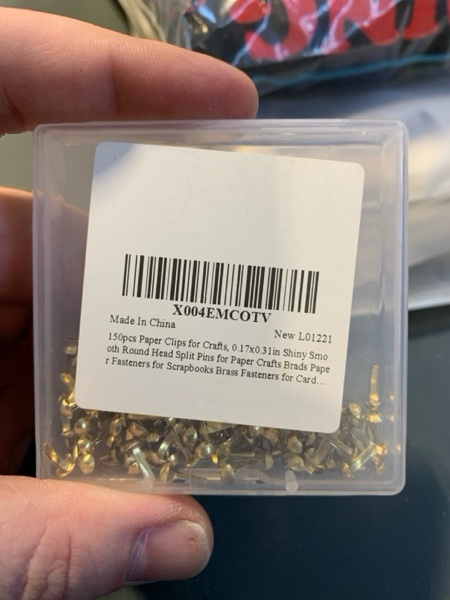 X004EMCOTV
Made In China
New L01221
150pcs Paper Clips for Crafts, 0.17x0.31in Shiny Smo
oth Round Head Split Pins for Paper Crafts Brads Pape
r Fasteners for Scrapbooks Brass Fasteners for Card...